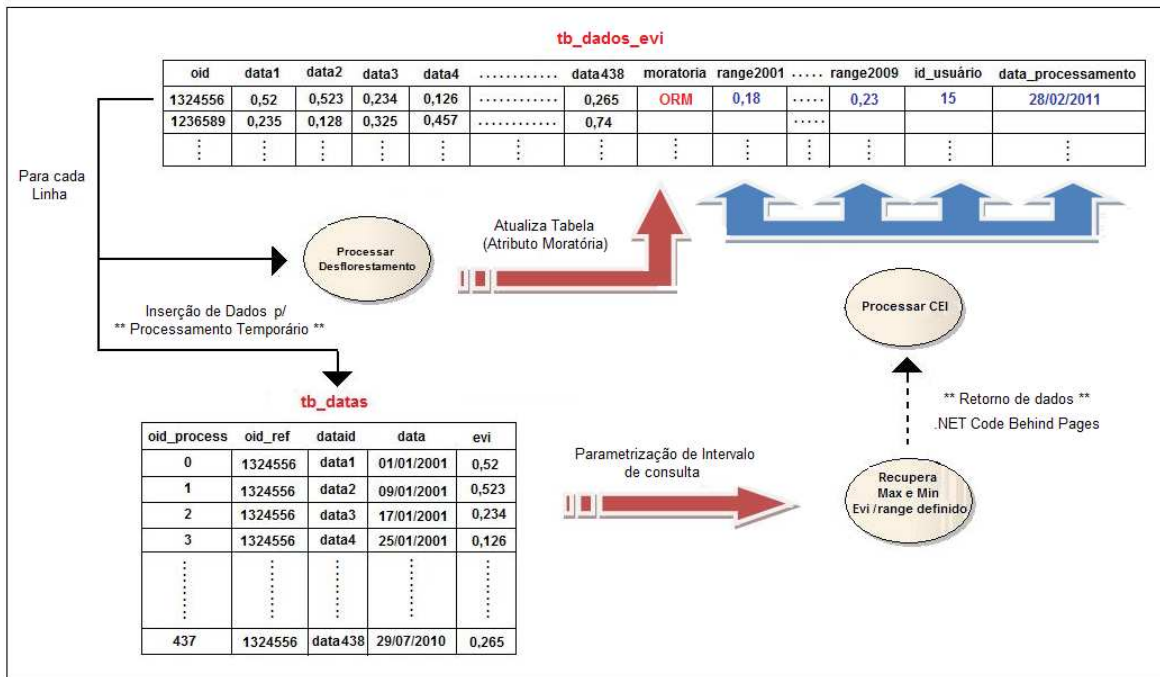 tb_dados_evi
oid data1 data2 data3 data4 ............ data438 moratoria range2001 ..... range2009 id_usuário data_processamento
1324556 0,52 0,523 0,234 0,126 ............ 0,265 ORM 0,18 ..... 0,23 15 28/02/2011
1236589 0,235 0,128 0,325 0,457 ............ 0,74 .....
Para cada
Linha
Processar
Desflorestamento
Atualiza Tabela
(Atributo Moratória)
Processar CEI
Inserção de Dados p/
** Processamento Temporário **
tb_datas
oid_process oid_ref dataid data evi
0 1324556 data1 01/01/2001 0,52
1 1324556 data2 09/01/2001 0,523
2 1324556 data3 17/01/2001 0,234
3 1324556 data4 25/01/2001 0,126
437 1324556 data438 29/07/2010 0,265
Parametrização de Intervalo
de consulta
** Retorno de dados **
.NET Code Behind Pages
Recupera
Max e Min
Evi /range definido